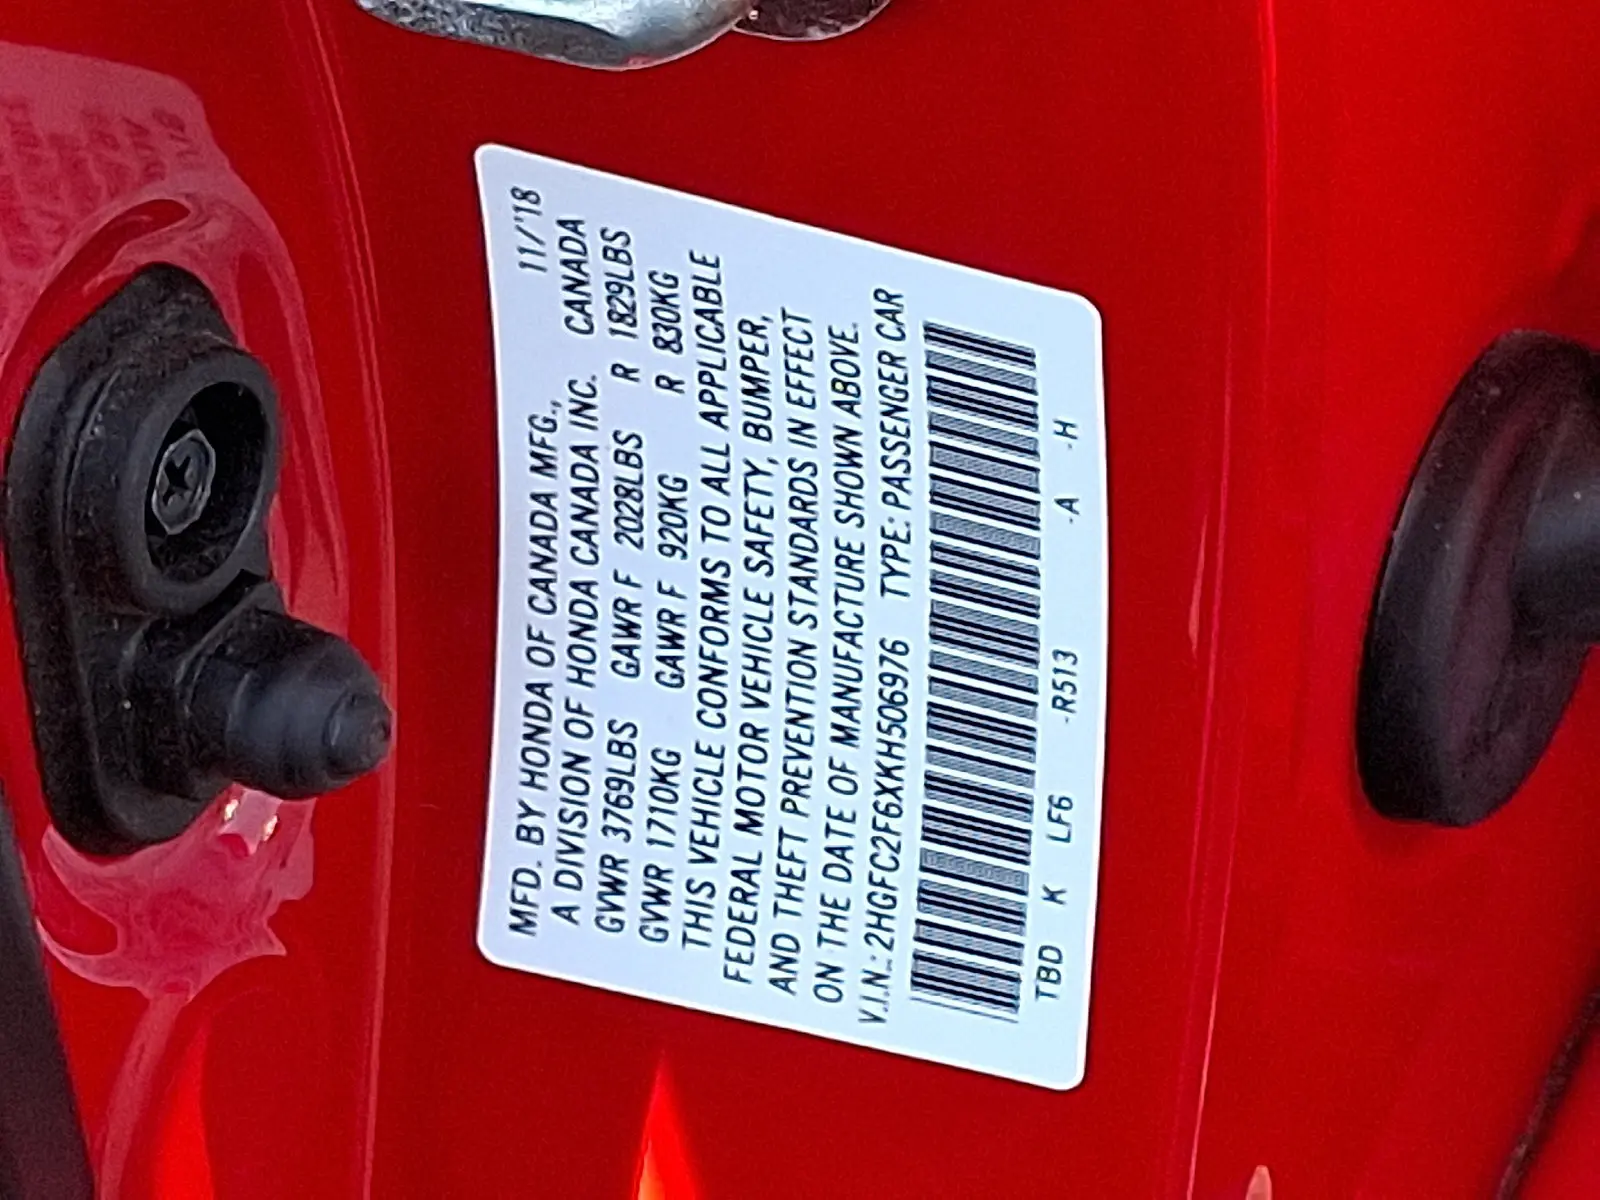 11/'18
MFD. BY HONDA OF CANADA MFG.,
A DIVISION OF HONDA CANADA INC. CANADA
GVWR 3769LBS GAWR F 2028LBS R 1829LBS
GVWR 1710KG GAWR F 920KG R 830KG
THIS VEHICLE CONFORMS TO ALL APPLICABLE
FEDERAL MOTOR VEHICLE SAFETY, BUMPER,
AND THEFT PREVENTION STANDARDS IN EFFECT
ON THE DATE OF MANUFACTURE SHOWN ABOVE.
V.I.N.: 2HGFC2F6XKH506976 TYPE: PASSENGER CAR
TBD K LF6 -R513 -A -H